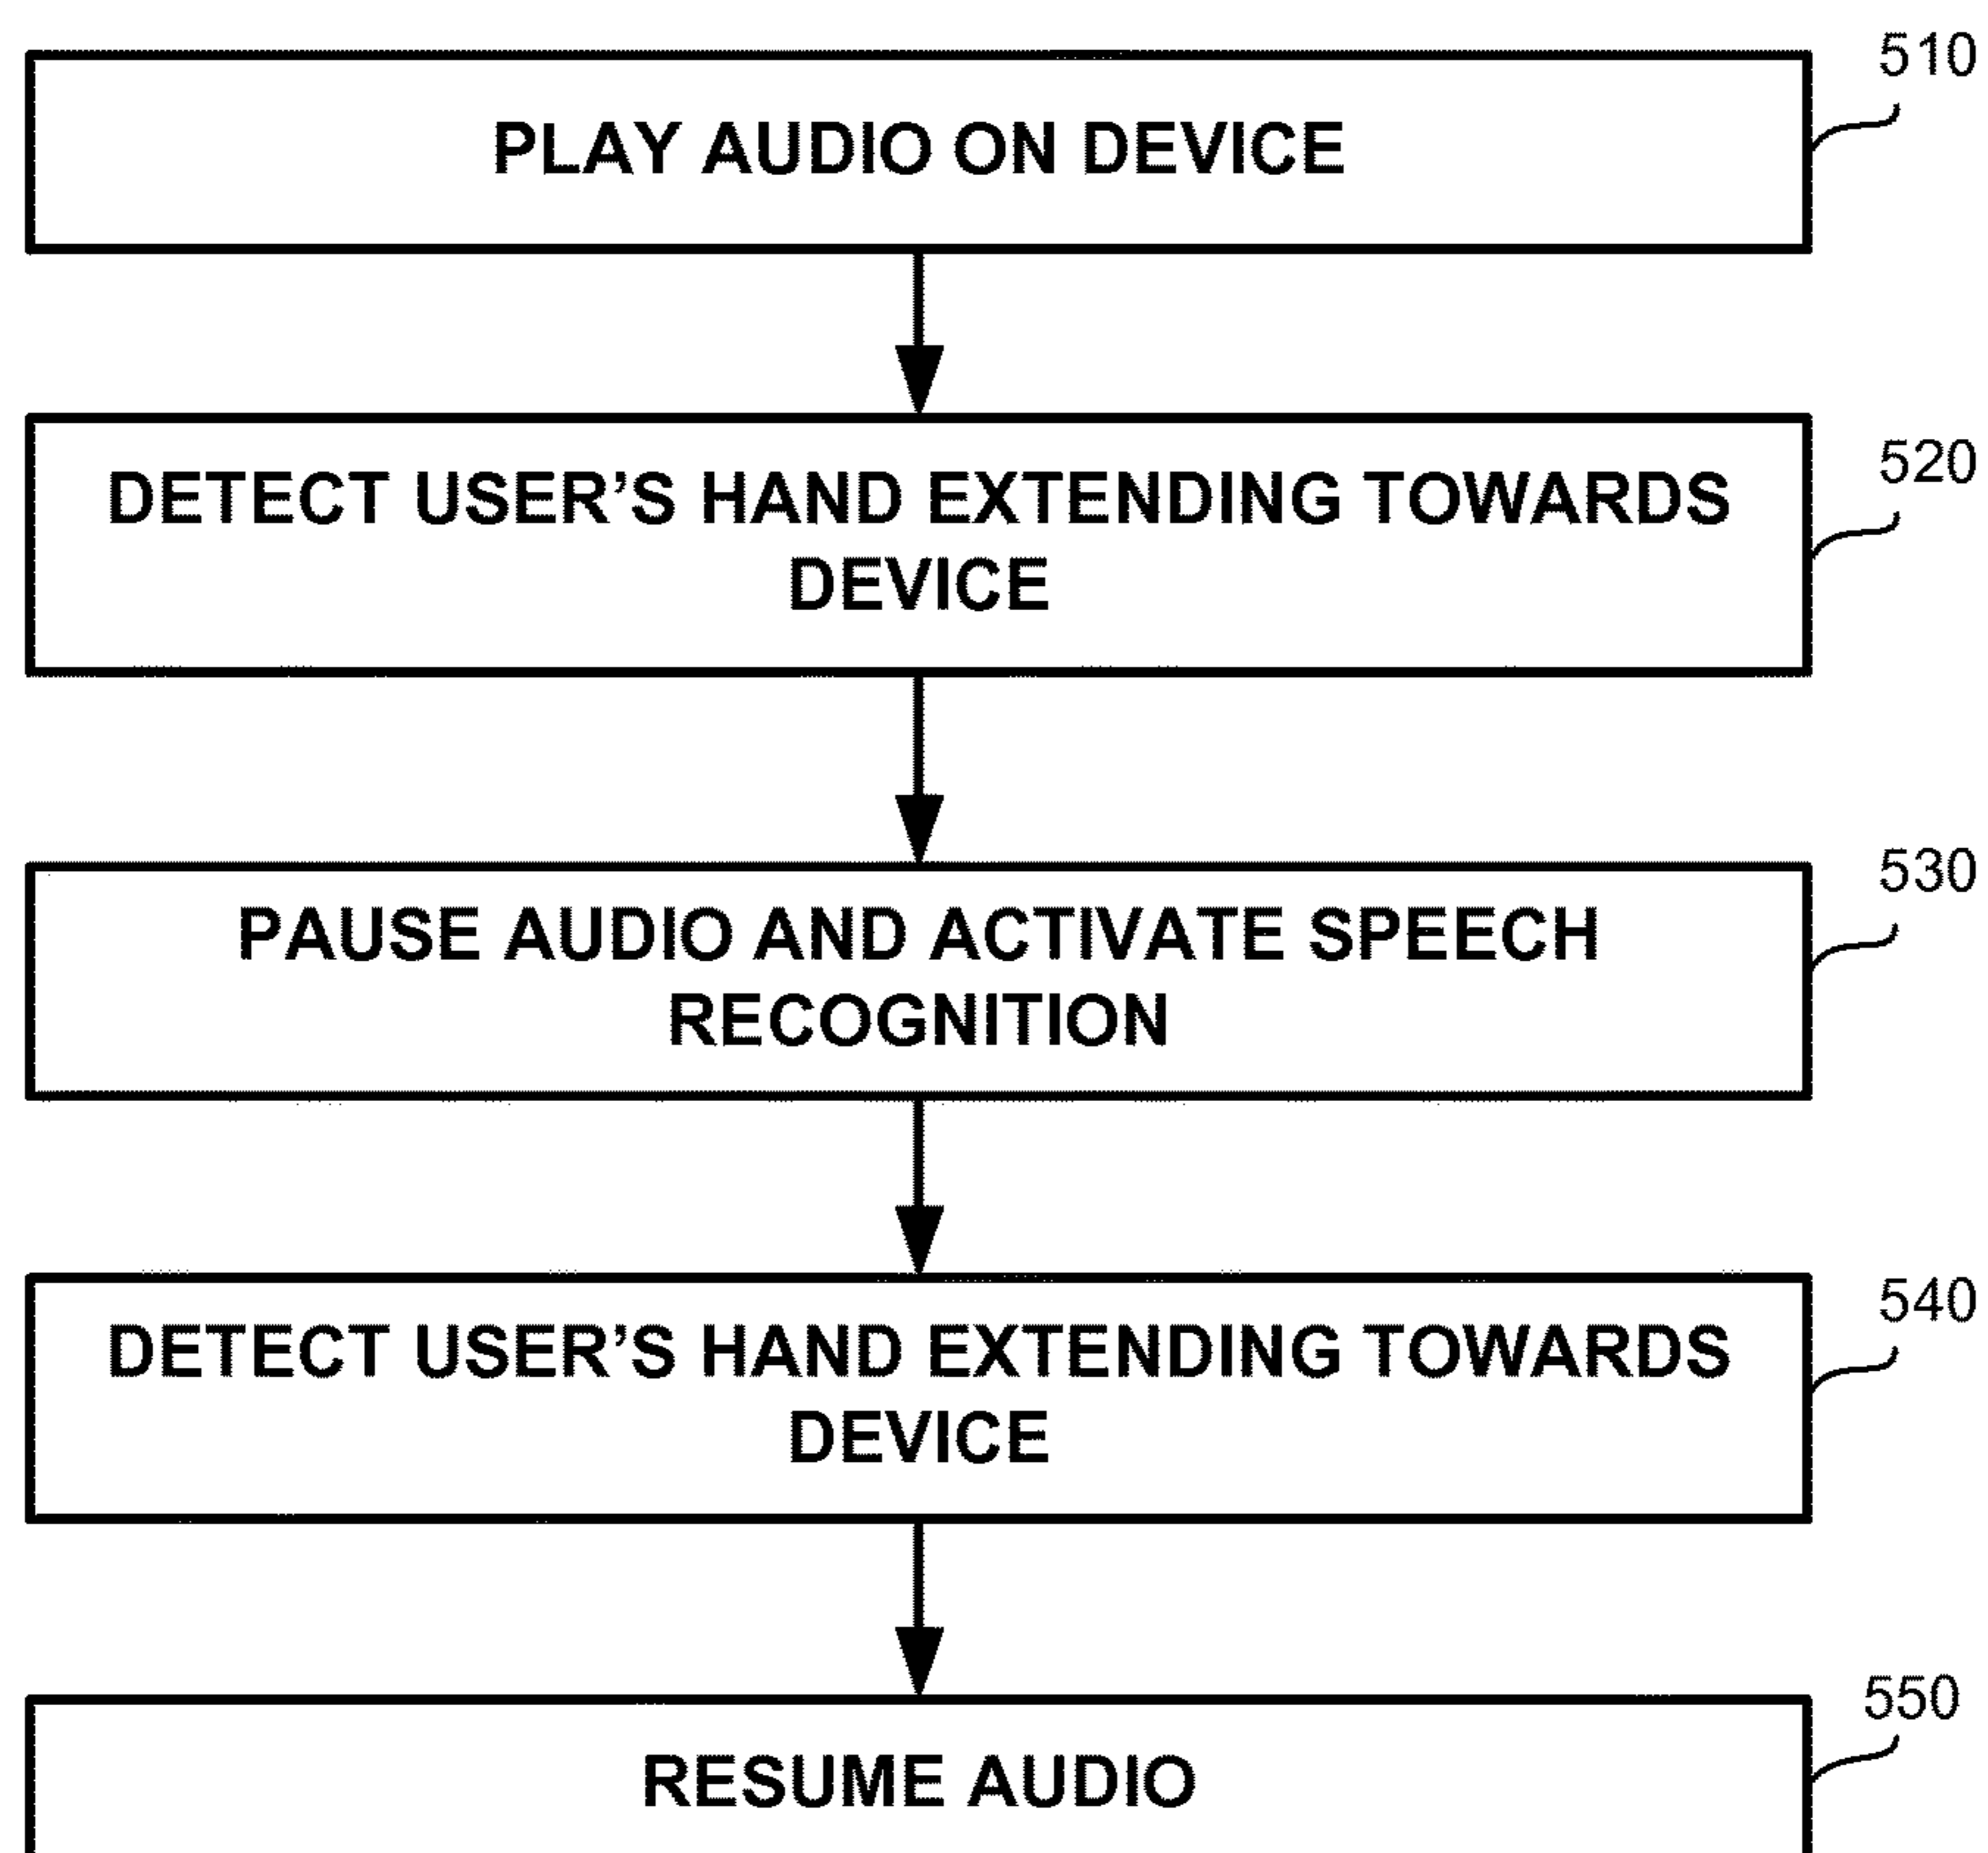 510
PLAY AUDIO ON DEVICE
520
DETECT USER’S HAND EXTENDING TOWARDS
DEVICE
530
PAUSE AUDIO AND ACTIVATE SPEECH
RECOGNITION
540
DETECT USER’S HAND EXTENDING TOWARDS
DEVICE
550
RESUME AUDIO